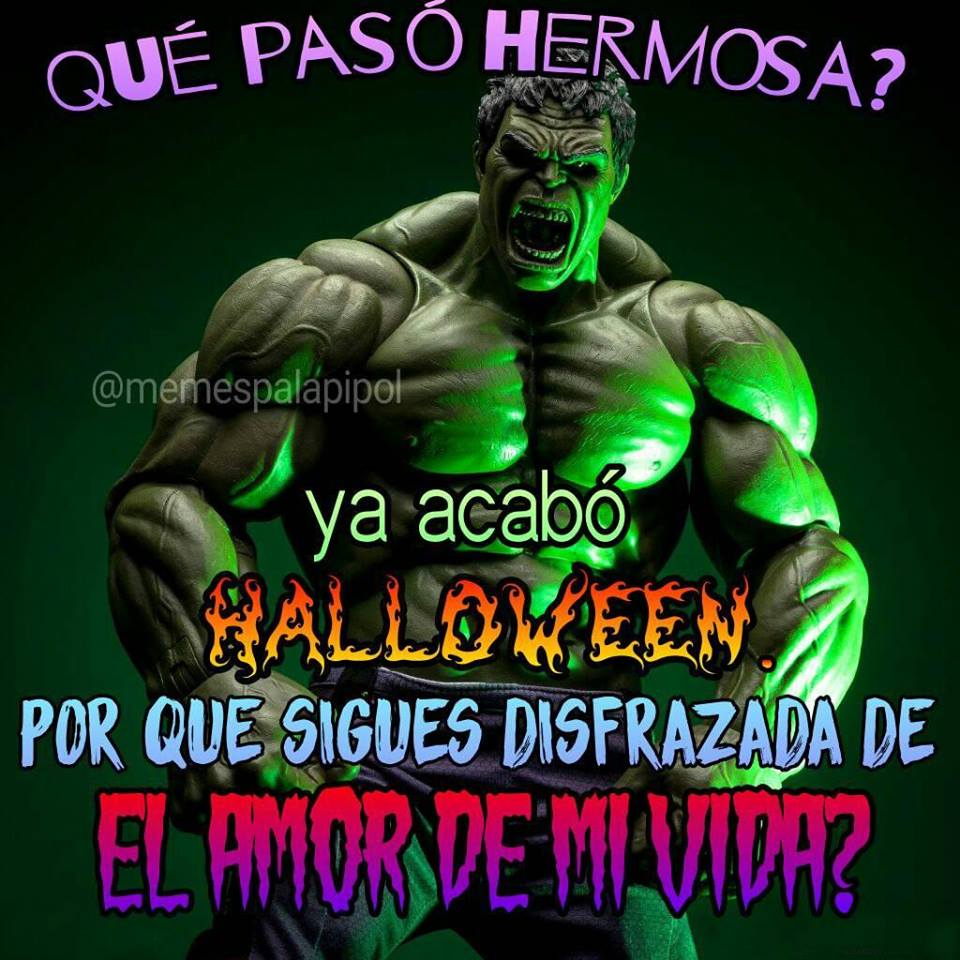 QUÉ PASÓ HERMOSA?
@memespalapipol
ya acabó
HALLOWEEN.
POR QUE SIGUES DISFRAZADA DE
EL AMOR DE MI VIDA?